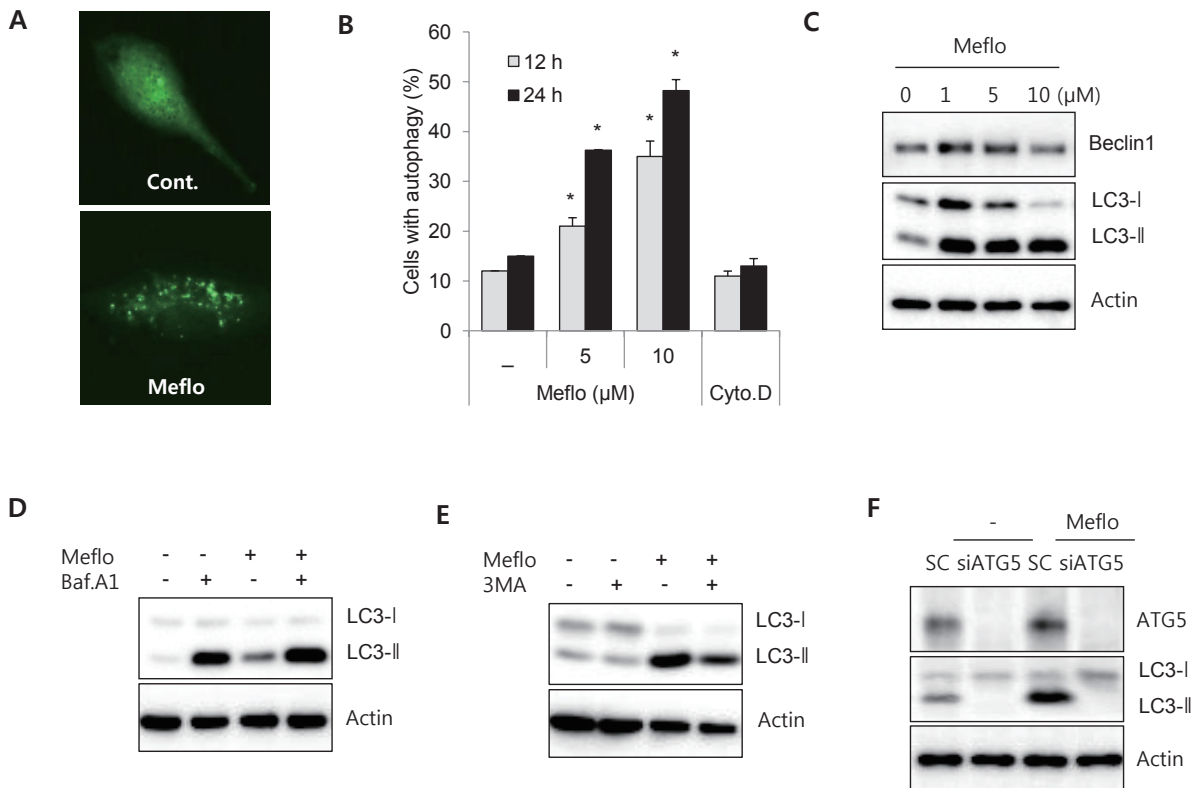 A
Cont.
Meflo
B
Cells with autophagy (%)
60
50
40
30
20
10
0
12 h
24 h
* * * *
– 5 10
Meflo (µM) Cyto.D
C
Meflo
0 1 5 10 (µM)
Beclin1
LC3-I
LC3-II
Actin
D
Meflo - - + +
Baf.A1 - + - +
LC3-I
LC3-II
Actin
E
Meflo - - + +
3MA - + - +
LC3-I
LC3-II
Actin
F
- Meflo
SC siATG5 SC siATG5
ATG5
LC3-I
LC3-II
Actin